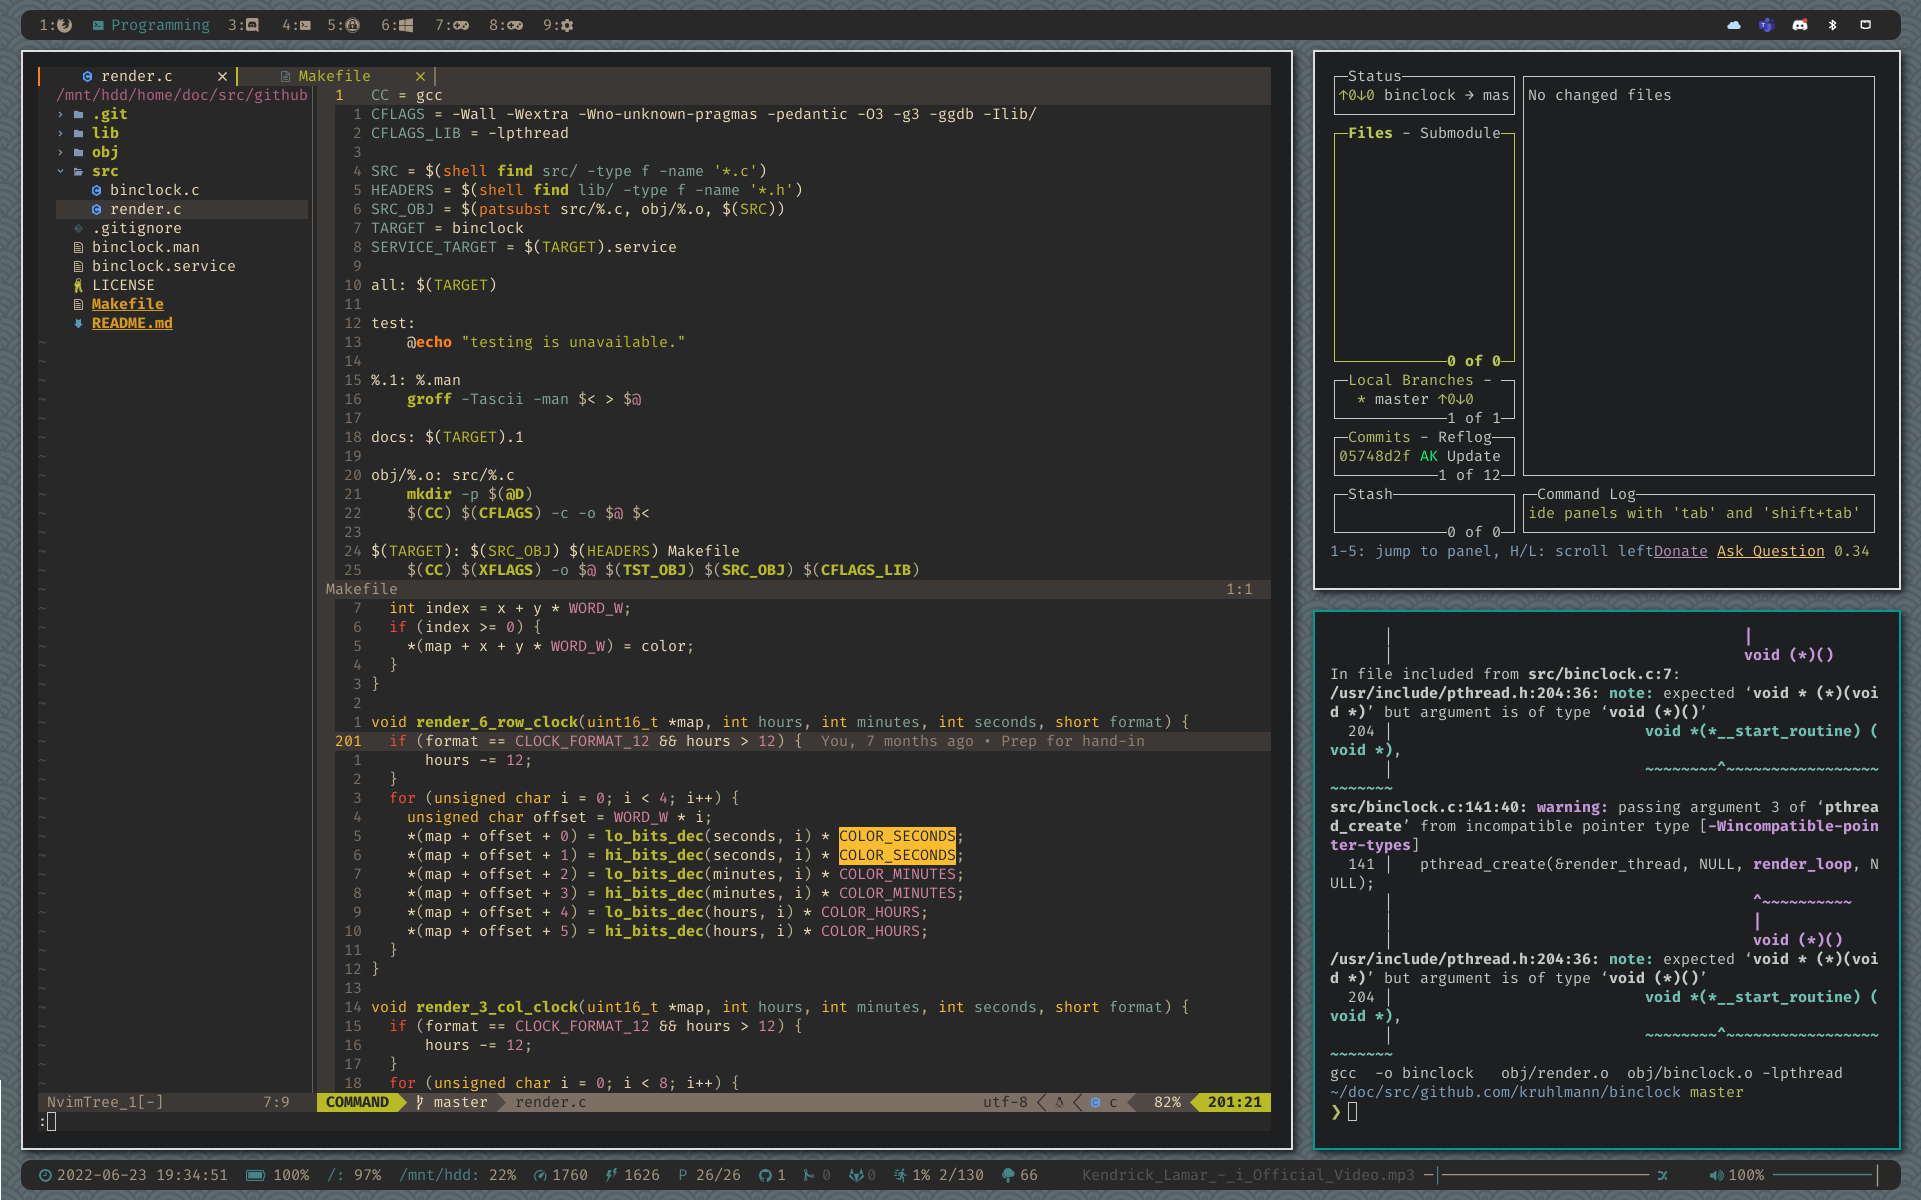 1: Programming 3: 4: 5: 6: 7: 8: 9:
render.c × Makefile ×
/mnt/hdd/home/doc/src/github
.git
lib
obj
src
binclock.c
render.c
.gitignore
binclock.man
binclock.service
LICENSE
Makefile
README.md
NvimTree_1[-] 7:9
1 CC = gcc
1 CFLAGS = -Wall -Wextra -Wno-unknown-pragmas -pedantic -O3 -g3 -ggdb -Ilib/
2 CFLAGS_LIB = -lpthread
3
4 SRC = $(shell find src/ -type f -name '*.c')
5 HEADERS = $(shell find lib/ -type f -name '*.h')
6 SRC_OBJ = $(patsubst src/%.c, obj/%.o, $(SRC))
7 TARGET = binclock
8 SERVICE_TARGET = $(TARGET).service
9
10 all: $(TARGET)
11
12 test:
13 @echo "testing is unavailable."
14
15 %.1: %.man
16 groff -Tascii -man $< > $@
17
18 docs: $(TARGET).1
19
20 obj/%.o: src/%.c
21 mkdir -p $(@D)
22 $(CC) $(CFLAGS) -c -o $@ $<
23
24 $(TARGET): $(SRC_OBJ) $(HEADERS) Makefile
25 $(CC) $(XFLAGS) -o $@ $(TST_OBJ) $(SRC_OBJ) $(CFLAGS_LIB)
Makefile 1:1
7 int index = x + y * WORD_W;
6 if (index >= 0) {
5 *(map + x + y * WORD_W) = color;
4 }
3 }
2
1 void render_6_row_clock(uint16_t *map, int hours, int minutes, int seconds, short format) {
201 if (format == CLOCK_FORMAT_12 && hours > 12) { You, 7 months ago • Prep for hand-in
1 hours -= 12;
2 }
3 for (unsigned char i = 0; i < 4; i++) {
4 unsigned char offset = WORD_W * i;
5 *(map + offset + 0) = lo_bits_dec(seconds, i) * COLOR_SECONDS;
6 *(map + offset + 1) = hi_bits_dec(seconds, i) * COLOR_SECONDS;
7 *(map + offset + 2) = lo_bits_dec(minutes, i) * COLOR_MINUTES;
8 *(map + offset + 3) = hi_bits_dec(minutes, i) * COLOR_MINUTES;
9 *(map + offset + 4) = lo_bits_dec(hours, i) * COLOR_HOURS;
10 *(map + offset + 5) = hi_bits_dec(hours, i) * COLOR_HOURS;
11 }
12 }
13
14 void render_3_col_clock(uint16_t *map, int hours, int minutes, int seconds, short format) {
15 if (format == CLOCK_FORMAT_12 && hours > 12) {
16 hours -= 12;
17 }
18 for (unsigned char i = 0; i < 8; i++) {
COMMAND master render.c utf-8 c 82% 201:21
:
Status
↑0↓0 binclock → mas
No changed files
Files - Submodule
0 of 0
Local Branches -
* master ↑0↓0
1 of 1
Commits - Reflog
05748d2f AK Update
1 of 12
Stash
0 of 0
Command Log
ide panels with 'tab' and 'shift+tab'
1-5: jump to panel, H/L: scroll leftDonate Ask Question 0.34
| |
| void (*)()
In file included from src/binclock.c:7:
/usr/include/pthread.h:204:36: note: expected ‘void * (*)(voi
d *)’ but argument is of type ‘void (*)()’
204 | void *(*__start_routine) (
void *),
| ~~~~~~~~^~~~~~~~~~~~~~~~~~
~~~~~~~
src/binclock.c:141:40: warning: passing argument 3 of ‘pthrea
d_create’ from incompatible pointer type [-Wincompatible-poin
ter-types]
141 | pthread_create(&render_thread, NULL, render_loop, N
ULL);
| ^~~~~~~~~~~
| |
| void (*)()
/usr/include/pthread.h:204:36: note: expected ‘void * (*)(voi
d *)’ but argument is of type ‘void (*)()’
204 | void *(*__start_routine) (
void *),
| ~~~~~~~~^~~~~~~~~~~~~~~~~~
~~~~~~~
gcc -o binclock obj/render.o obj/binclock.o -lpthread
~/doc/src/github.com/kruhlmann/binclock master
❯
2022-06-23 19:34:51 100% /: 97% /mnt/hdd: 22% 1760 1626 P 26/26 1 0 0 1% 2/130 66 Kendrick_Lamar_-_i_Official_Video.mp3 100%